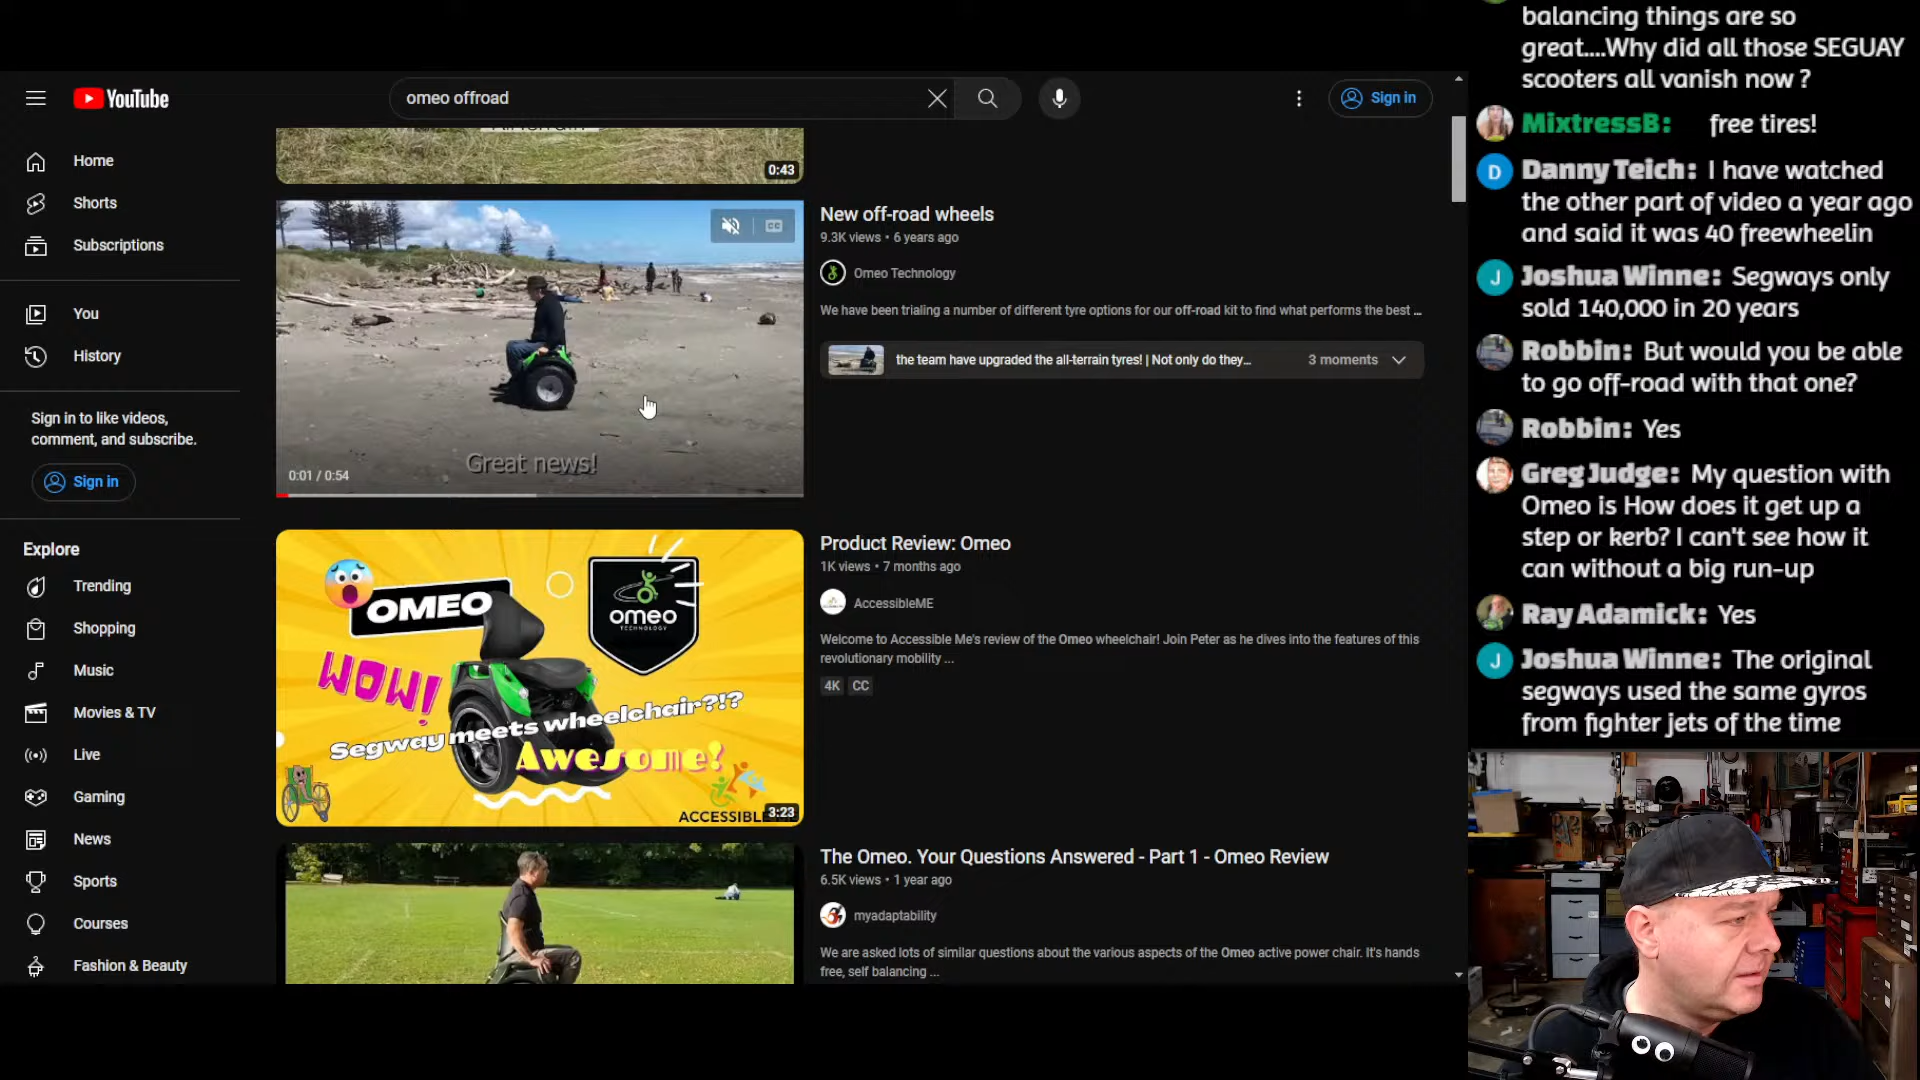 YouTube
omeo offroad
Sign in
Home
Shorts
Subscriptions
You
History
Sign in to like videos,
comment, and subscribe.
Sign in
Explore
Trending
Shopping
Music
Movies & TV
Live
Gaming
News
Sports
Courses
Fashion & Beauty
0:43
CC
Great news!
0:01 / 0:54
New off-road wheels
9.3K views • 6 years ago
Omeo Technology
We have been trialing a number of different tyre options for our off-road kit to find what performs the best ...
the team have upgraded the all-terrain tyres! | Not only do they...
3 moments
OMEO
omeo
TECHNOLOGY
WOW!
Segway meets wheelchair?!?
Awesome!
ACCESSIBL
3:23
Product Review: Omeo
1K views • 7 months ago
AccessibleME
Welcome to Accessible Me's review of the Omeo wheelchair! Join Peter as he dives into the features of this
revolutionary mobility ...
4K CC
The Omeo. Your Questions Answered - Part 1 - Omeo Review
6.5K views • 1 year ago
myadaptability
We are asked lots of similar questions about the various aspects of the Omeo active power chair. It's hands
free, self balancing ...
balancing things are so
great....Why did all those SEGUAY
scooters all vanish now ?
MixtressB: free tires!
D
Danny Teich: I have watched
the other part of video a year ago
and said it was 40 freewheelin
J
Joshua Winne: Segways only
sold 140,000 in 20 years
Robbin: But would you be able
to go off-road with that one?
Robbin: Yes
Greg Judge: My question with
Omeo is How does it get up a
step or kerb? I can't see how it
can without a big run-up
Ray Adamick: Yes
J
Joshua Winne: The original
segways used the same gyros
from fighter jets of the time